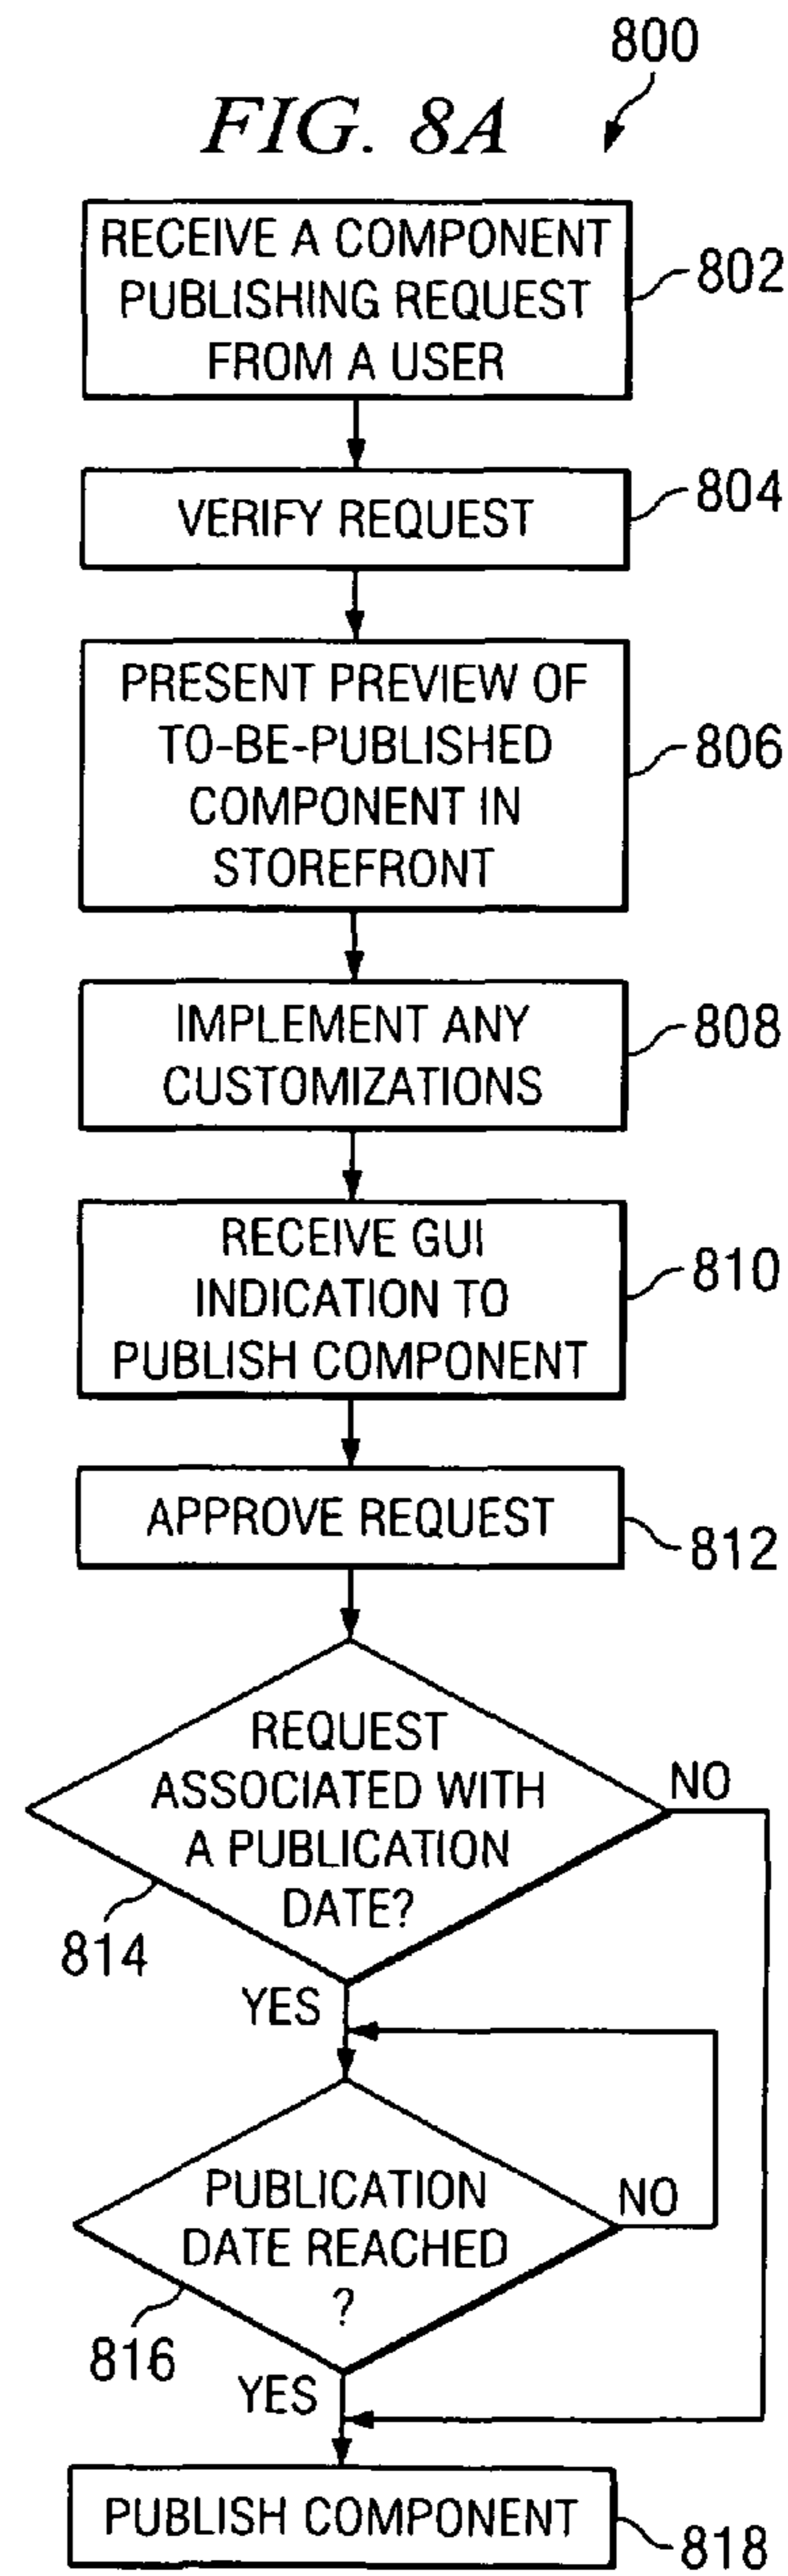 800
FIG. 8A
RECEIVE A COMPONENT
PUBLISHING REQUEST
FROM A USER
802
VERIFY REQUEST
804
PRESENT PREVIEW OF
TO-BE-PUBLISHED
COMPONENT IN
STOREFRONT
806
IMPLEMENT ANY
CUSTOMIZATIONS
808
RECEIVE GUI
INDICATION TO
PUBLISH COMPONENT
810
APPROVE REQUEST
812
REQUEST
ASSOCIATED WITH
A PUBLICATION
DATE?
NO
814
YES
PUBLICATION
DATE REACHED
?
NO
816
YES
PUBLISH COMPONENT
818